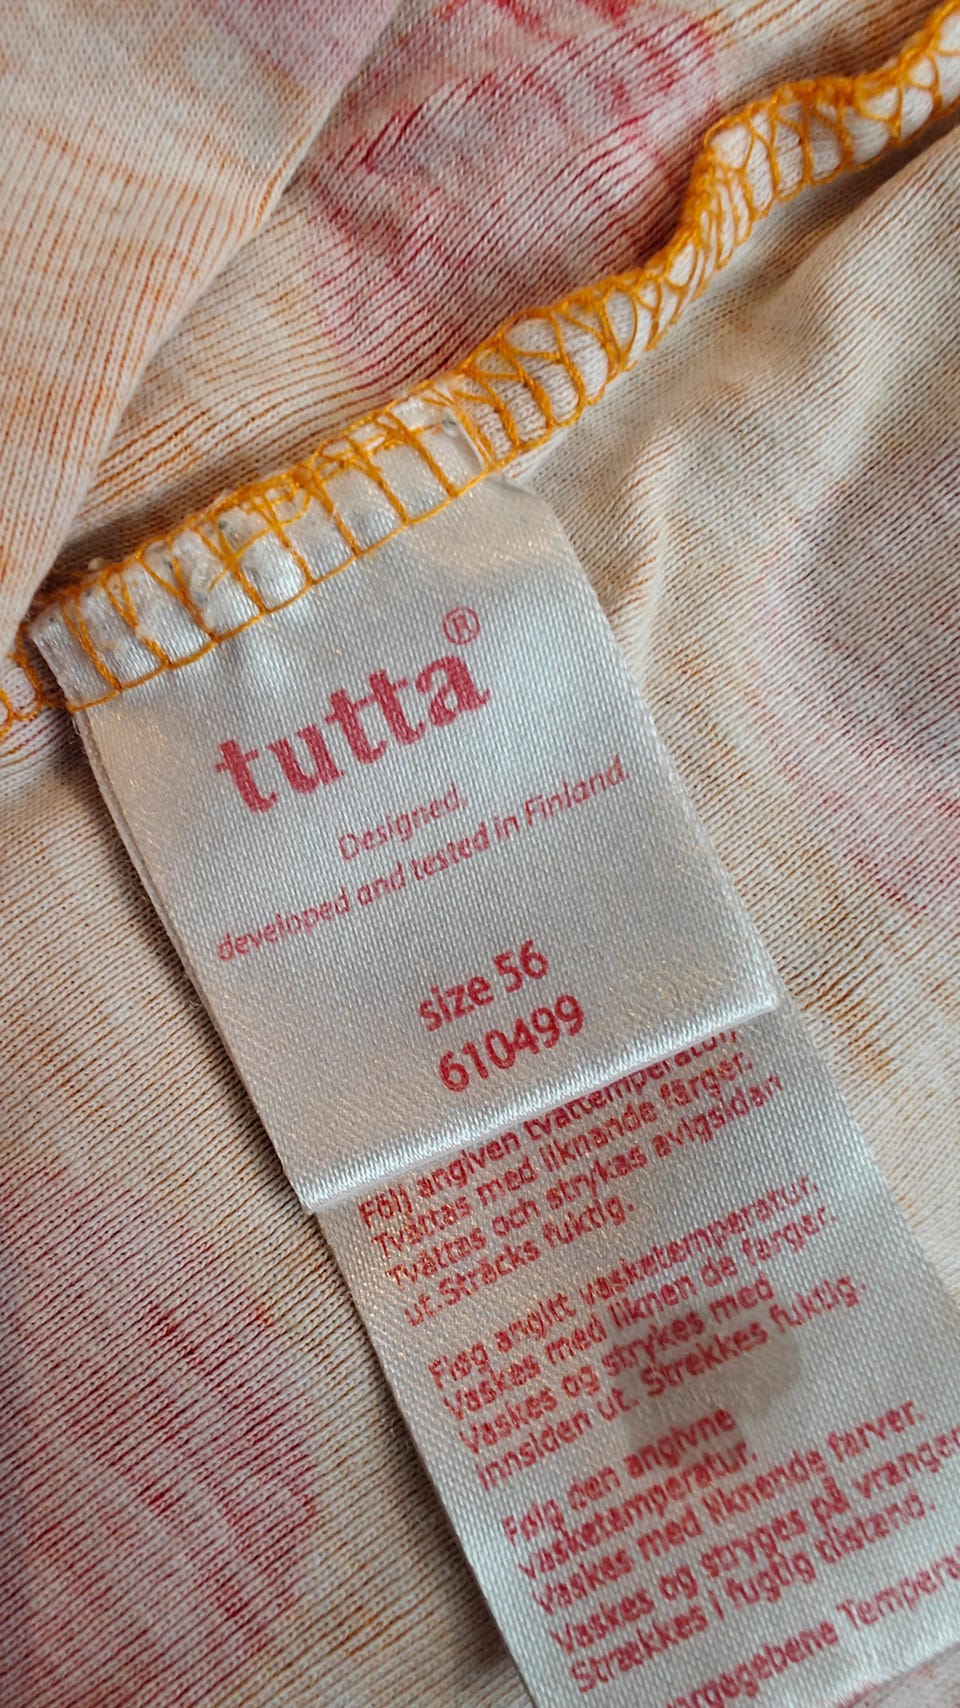 tutta®
Designed,
developed and tested in Finland.
size 56
610499
Följ angiven tvättemperatur.
Tvättas med liknande färger.
Tvättas och strykas avigsidan
ut. Sträcks fuktig.
Følg angitt vasketemperatur.
Vaskes med liknen de farger.
Vaskes og strykes med
innsiden ut. Strekkes fuktig.
Følg den angivne
vasketemperatur.
Vaskes med liknende farver.
Vaskes og stryges på vrangen
Strækkes i fugtig tilstand.